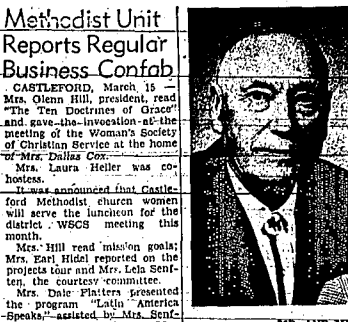 Methodist Unit
Reports Regular
Business Confab
CASTLEFORD, March 15 —
Mrs. Glenn Hill, president, read
"The Ten Doctrines of Grace"
and gave the invocation at the
meeting of the Woman's Society
of Christian Service at the home
of Mrs. Dallas Cox.
Mrs. Laura Heller was co-
hostess.
It was announced that Castle-
ford Methodist church women
will serve the luncheon for the
district WSCS meeting this
month.
Mrs. Hill read mission goals;
Mrs. Earl Hidel reported on the
projects tour and Mrs. Lela Senf-
ten, the courtesy committee.
Mrs. Dale Flatters presented
the program "Latin America
Speaks," assisted by Mrs. Senf-